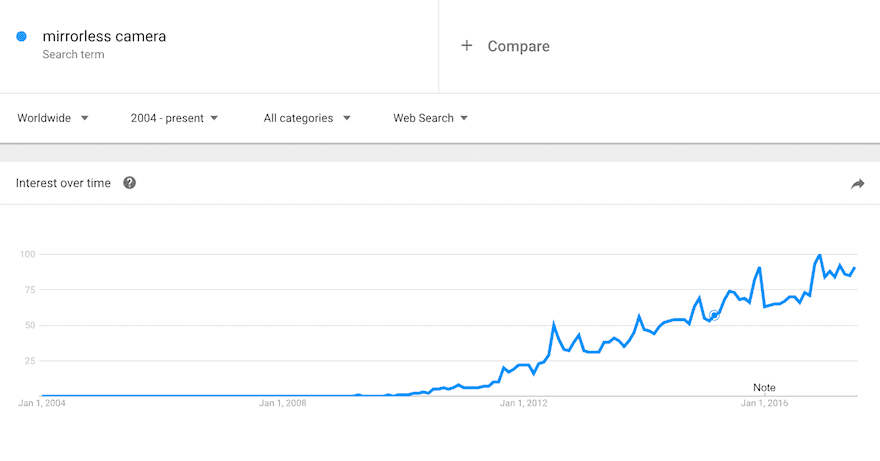 mirrorless camera
Search term
+ Compare
Worldwide
2004 - present
All categories
Web Search
Interest over time ?
100
75
50
25
Note
Jan 1, 2004
Jan 1, 2008
Jan 1, 2012
Jan 1, 2016